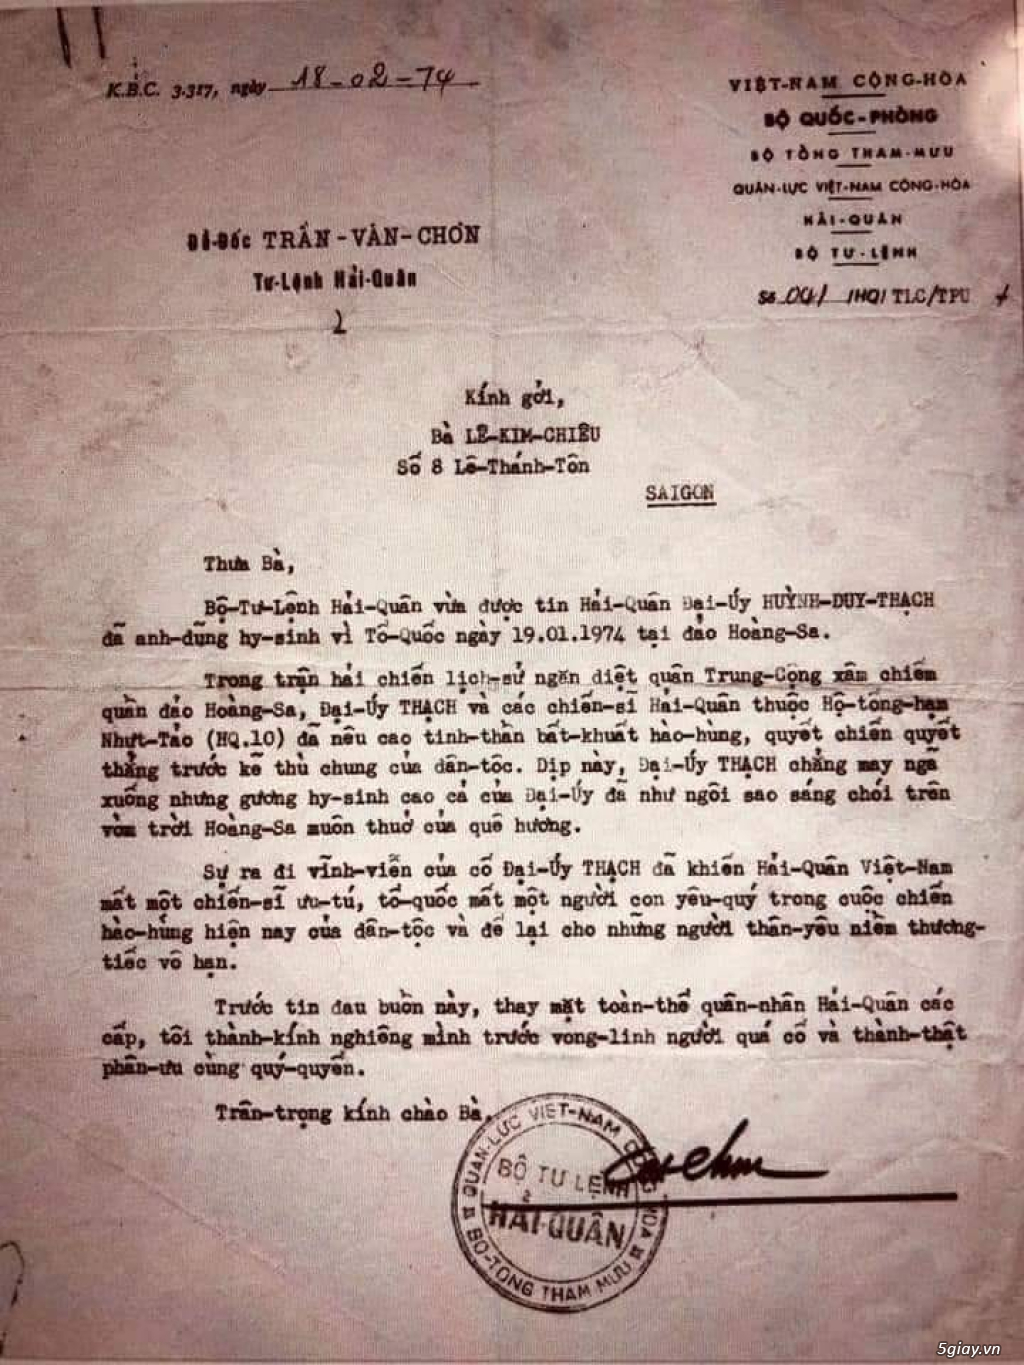 K.B.C. 3.317, ngày 18-02-74
VIỆT-NAM CỘNG-HÒA
BỘ QUỐC-PHÒNG
BỘ TỔNG THAM-MƯU
QUÂN-LỰC VIỆT-NAM CỘNG-HÒA
HẢI-QUÂN
BỘ TƯ-LỆNH
Số 041 /HQ/TLC/TPU
Đô-Đốc TRẦN-VĂN-CHƠN
Tư-Lệnh Hải-Quân
Kính gởi,
Bà LÊ-KIM-CHIÊU
Số 8 Lê-Thánh-Tôn
SAIGON
Thưa Bà,
Bộ-Tư-Lệnh Hải-Quân vừa được tin Hải-Quân Đại-Úy HUỲNH-DUY-THẠCH
đã anh-dũng hy-sinh vì Tổ-Quốc ngày 19.01.1974 tại đảo Hoàng-Sa.
Trong trận hải chiến lịch-sử ngăn diệt quân Trung-Cộng xâm chiếm
quần đảo Hoàng-Sa, Đại-Úy THẠCH và các chiến-sĩ Hải-Quân thuộc Hộ-tống-hạm
Nhựt-Tảo (HQ.10) đã nêu cao tinh-thần bất-khuất hào-hùng, quyết chiến quyết
thắng trước kẽ thù chung của dân-tộc. Dịp này, Đại-Úy THẠCH chẳng may ngã
xuống nhưng gương hy-sinh cao cả của Đại-Úy đã như ngôi sao sáng chói trên
vòm trời Hoàng-Sa muôn thuở của quê hương.
Sự ra đi vĩnh-viễn của cố Đại-Úy THẠCH đã khiến Hải-Quân Việt-Nam
mất một chiến-sĩ ưu-tú, tổ-quốc mất một người con yêu-quý trong cuộc chiến
hào-hùng hiện nay của dân-tộc và để lại cho những người thân-yêu niềm thương-
tiếc vô hạn.
Trước tin đau buồn này, thay mặt toàn-thể quân-nhân Hải-Quân các
cấp, tôi thành-kính nghiêng mình trước vong-linh người quá cố và thành-thật
phân-ưu cùng quý-quyến.
Trân-trọng kính chào Bà.
QUÂN-LỰC VIỆT-NAM CỘNG HÒA
BỘ TƯ LỆNH
HẢI-QUÂN
BỘ-TỔNG THAM MƯU
5giay.vn